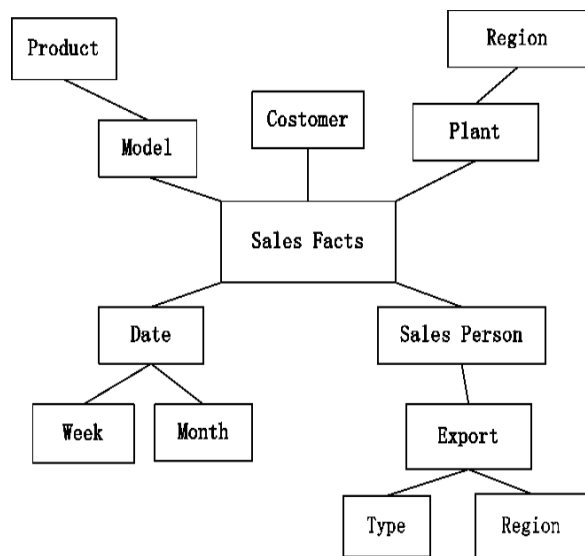 Product
Region
Costomer
Model
Plant
Sales Facts
Date
Sales Person
Week
Month
Export
Type
Region